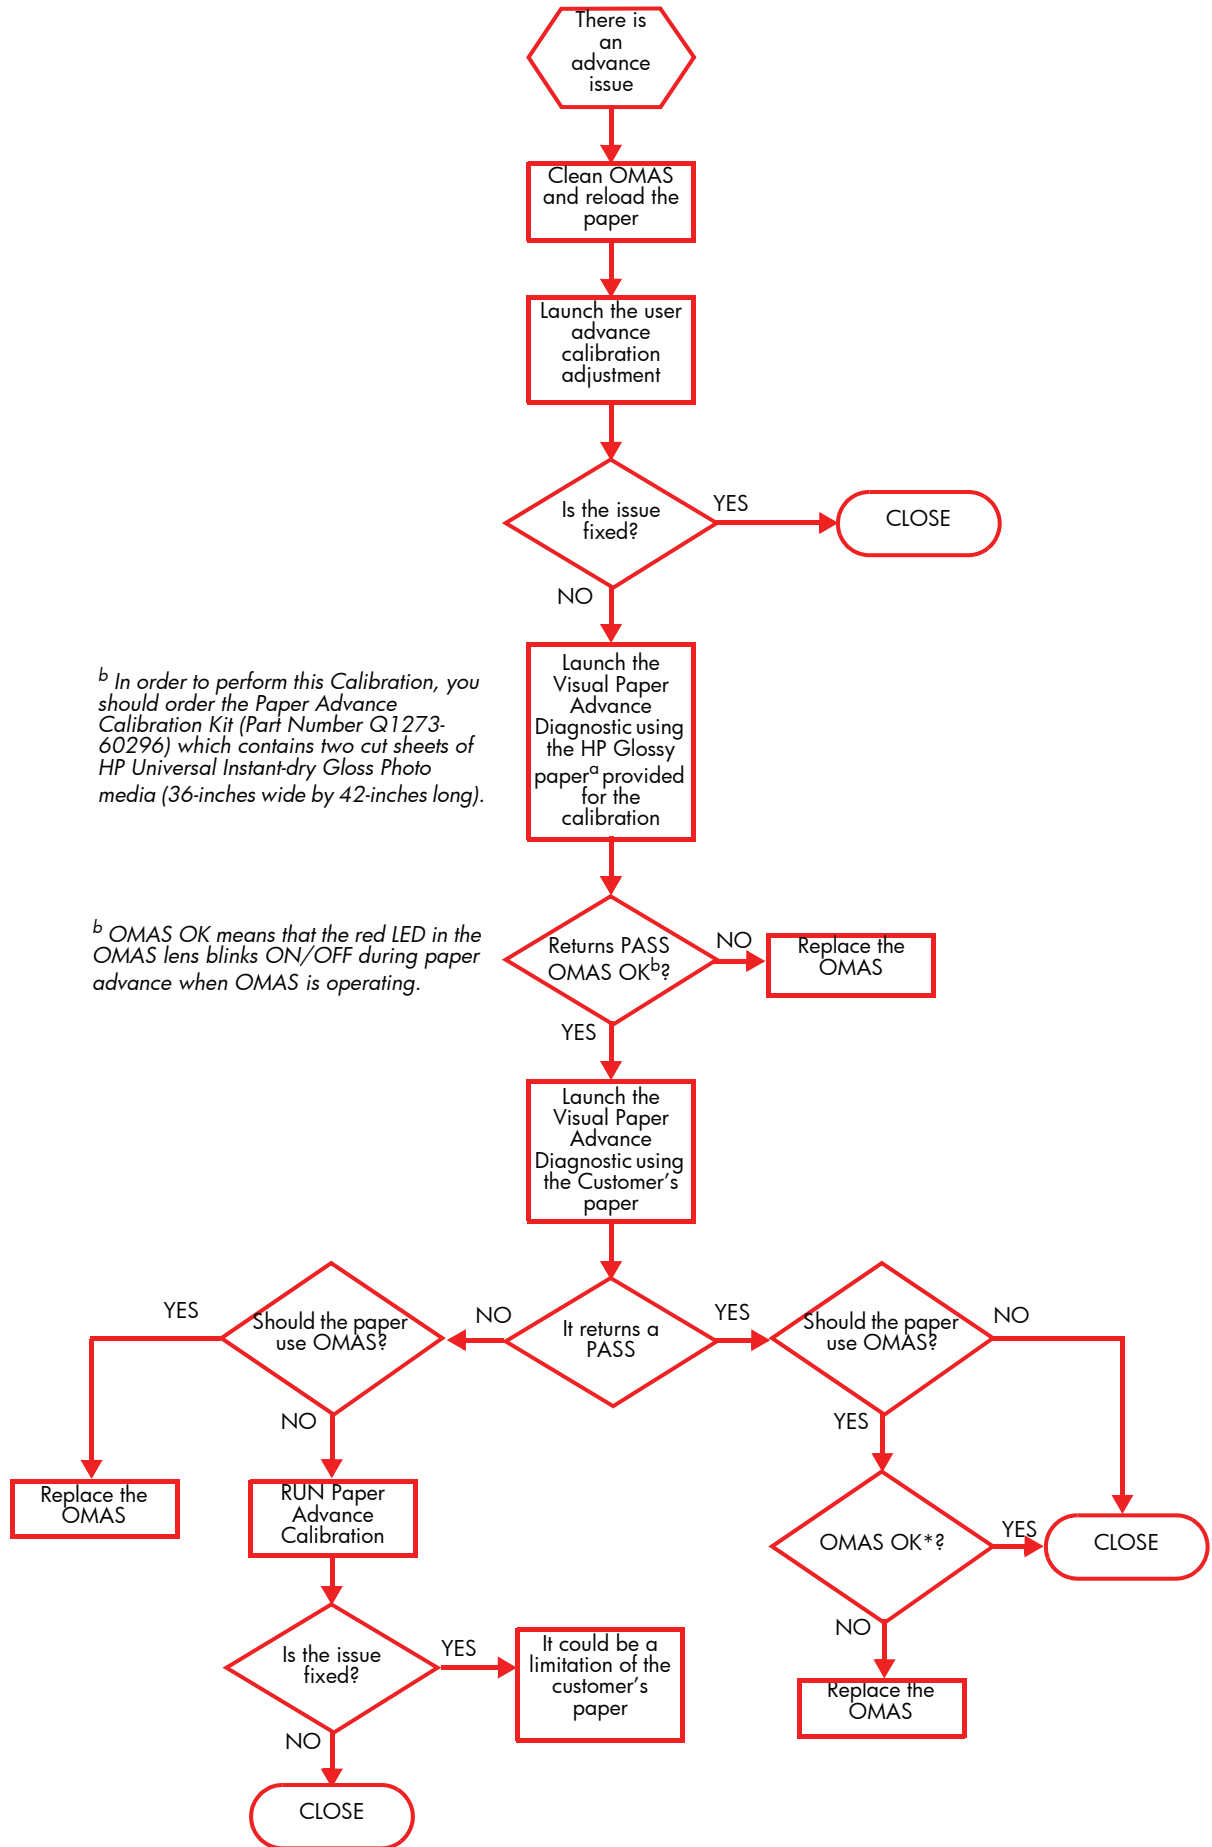 There is
an
advance
issue
Clean OMAS
and reload the
paper
Launch the user
advance
calibration
adjustment
Is the issue
fixed?
YES
CLOSE
NO
b In order to perform this Calibration, you
should order the Paper Advance
Calibration Kit (Part Number Q1273-
60296) which contains two cut sheets of
HP Universal Instant-dry Gloss Photo
media (36-inches wide by 42-inches long).
Launch the
Visual Paper
Advance
Diagnostic using
the HP Glossy
paperª provided
for the
calibration
b OMAS OK means that the red LED in the
OMAS lens blinks ON/OFF during paper
advance when OMAS is operating.
Returns PASS
OMAS OKb?
NO
Replace the
OMAS
YES
Launch the
Visual Paper
Advance
Diagnostic using
the Customer's
paper
YES
Should the paper
use OMAS?
NO
It returns a
PASS
YES
Should the paper
use OMAS?
NO
NO
YES
Replace the
OMAS
RUN Paper
Advance
Calibration
OMAS OK*?
YES
CLOSE
Is the issue
fixed?
YES
It could be a
limitation of the
customer's
paper
NO
Replace the
OMAS
NO
CLOSE